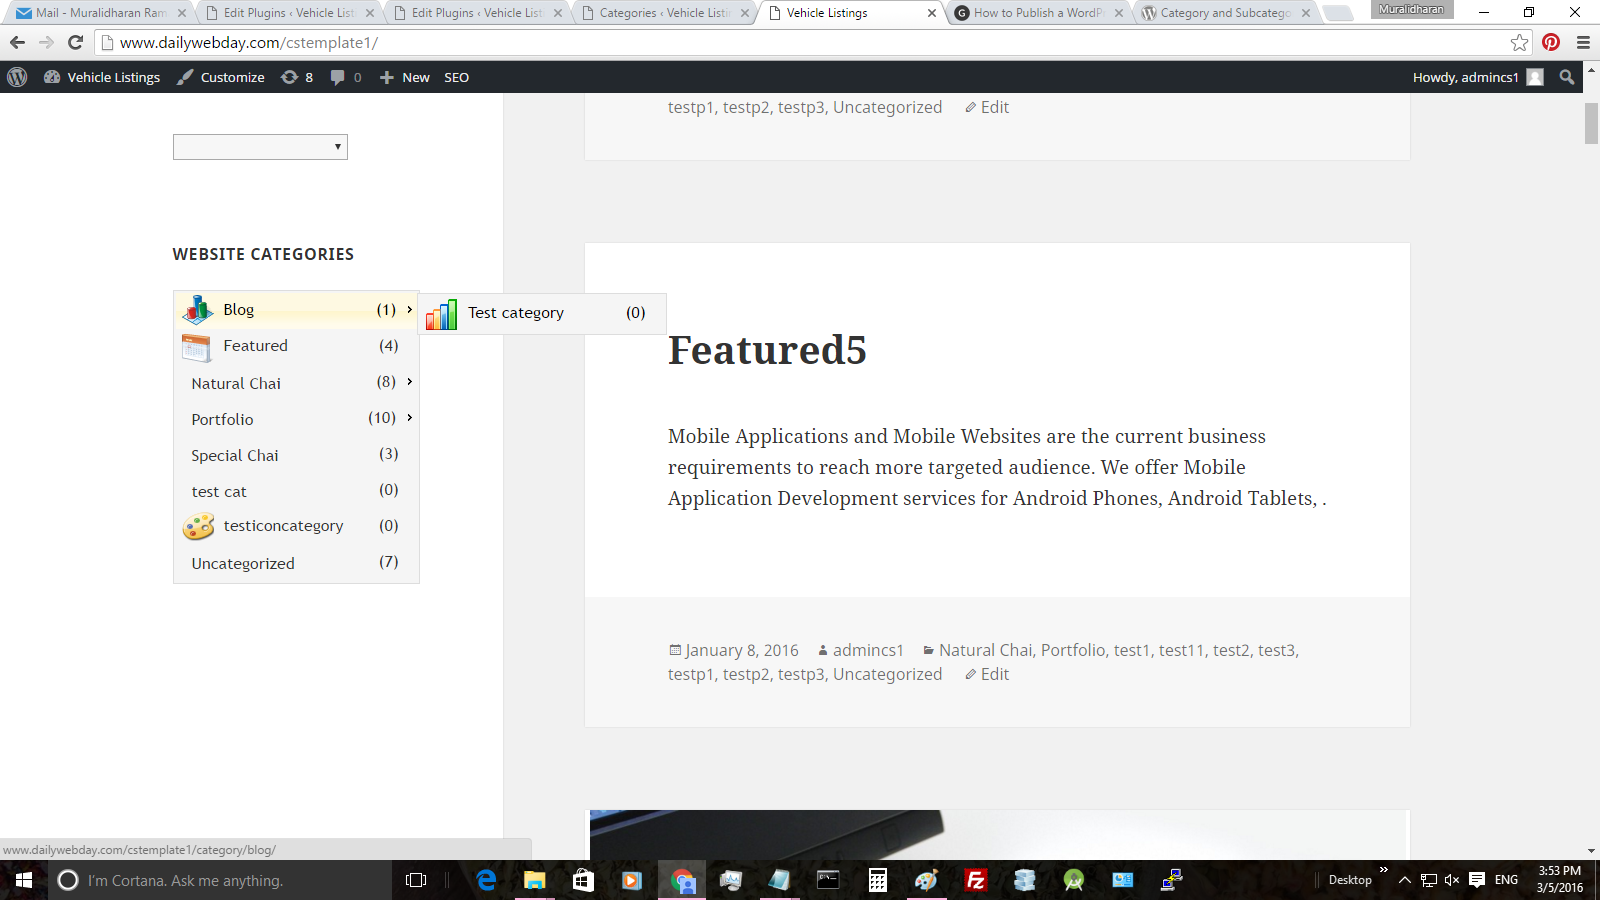 Mail - Muralidharan Ram
Edit Plugins ‹ Vehicle List
Edit Plugins ‹ Vehicle List
Categories ‹ Vehicle Listi
Vehicle Listings
How to Publish a WordP
Category and Subcatego
Muralidharan
www.dailywebday.com/cstemplate1/
Vehicle Listings
Customize
8
0
New
SEO
Howdy, admincs1
testp1, testp2, testp3, Uncategorized
Edit
WEBSITE CATEGORIES
Blog (1)
Test category (0)
Featured (4)
Natural Chai (8)
Portfolio (10)
Special Chai (3)
test cat (0)
testiconcategory (0)
Uncategorized (7)
Featured5
Mobile Applications and Mobile Websites are the current business
requirements to reach more targeted audience. We offer Mobile
Application Development services for Android Phones, Android Tablets, .
January 8, 2016 admincs1 Natural Chai, Portfolio, test1, test11, test2, test3,
testp1, testp2, testp3, Uncategorized Edit
www.dailywebday.com/cstemplate1/category/blog/
I'm Cortana. Ask me anything.
Desktop
ENG
3:53 PM
3/5/2016